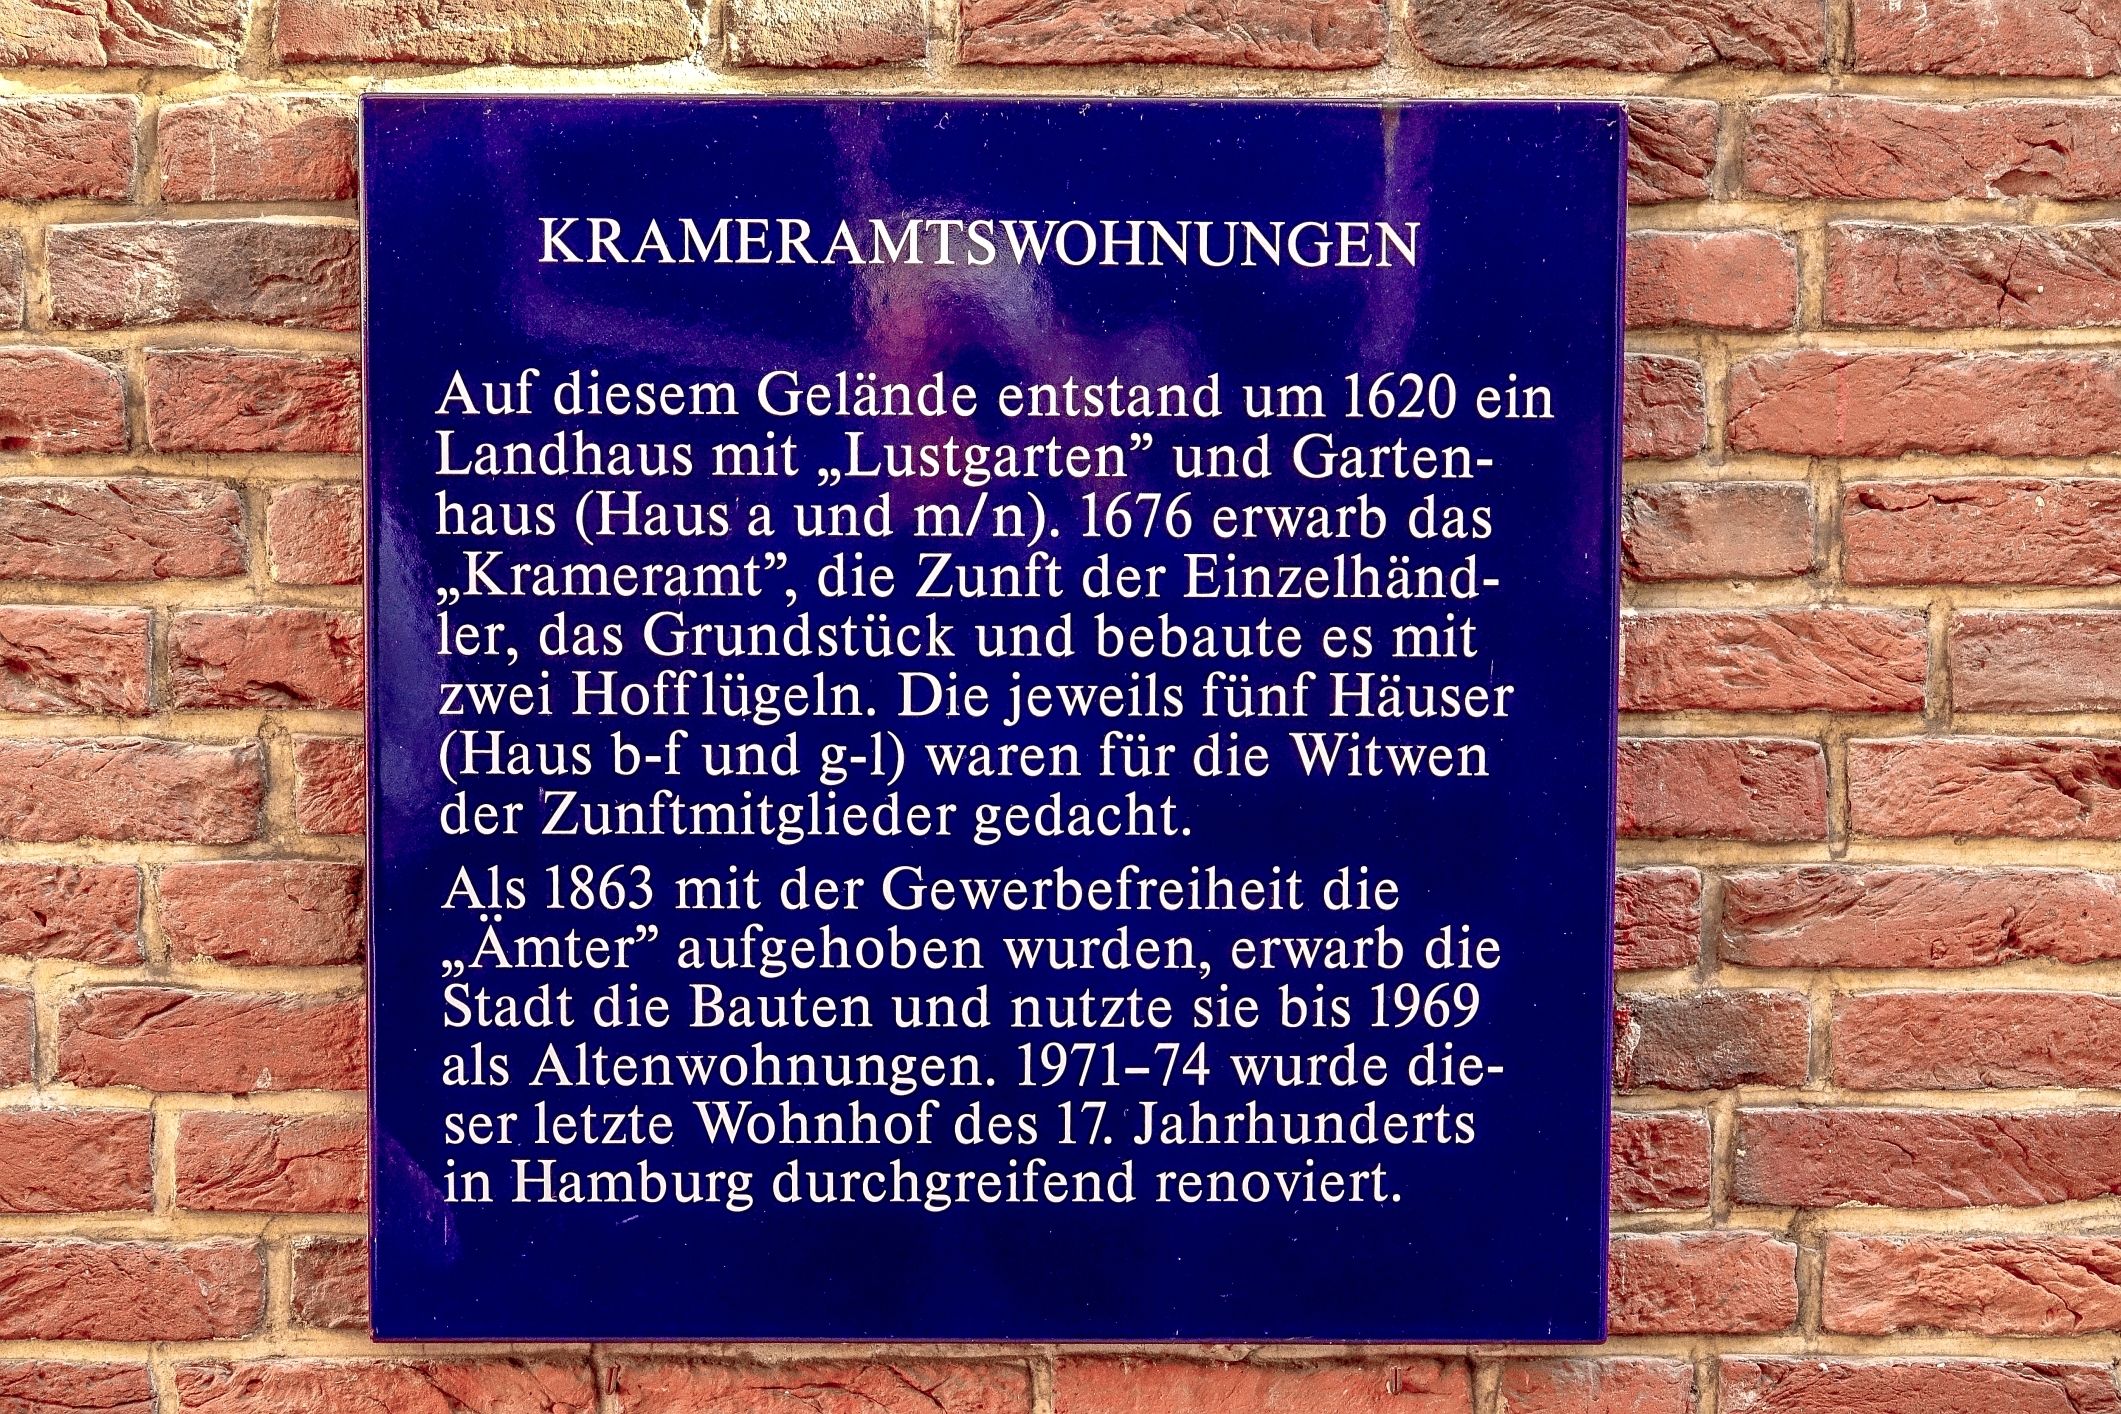 KRAMERAMTSWOHNUNGEN
Auf diesem Gelände entstand um 1620 ein
Landhaus mit „Lustgarten” und Garten-
haus (Haus a und m/n). 1676 erwarb das
„Krameramt”, die Zunft der Einzelhänd-
ler, das Grundstück und bebaute es mit
zwei Hofflügeln. Die jeweils fünf Häuser
(Haus b-f und g-l) waren für die Witwen
der Zunftmitglieder gedacht.
Als 1863 mit der Gewerbefreiheit die
„Ämter” aufgehoben wurden, erwarb die
Stadt die Bauten und nutzte sie bis 1969
als Altenwohnungen. 1971–74 wurde die-
ser letzte Wohnhof des 17. Jahrhunderts
in Hamburg durchgreifend renoviert.